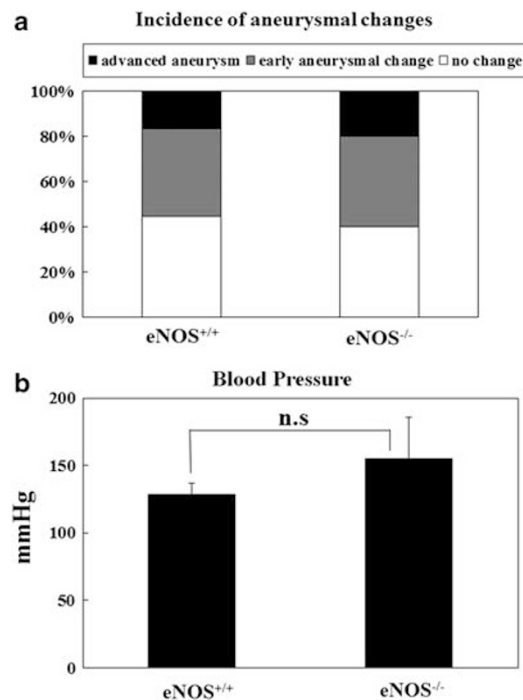 a
Incidence of aneurysmal changes
■ advanced aneurysm ■ early aneurysmal change □ no change
100%
80%
60%
40%
20%
0%
eNOS+/+ eNOS-/-
b
Blood Pressure
mmHg
200
150
100
50
0
n.s
eNOS+/+ eNOS-/-